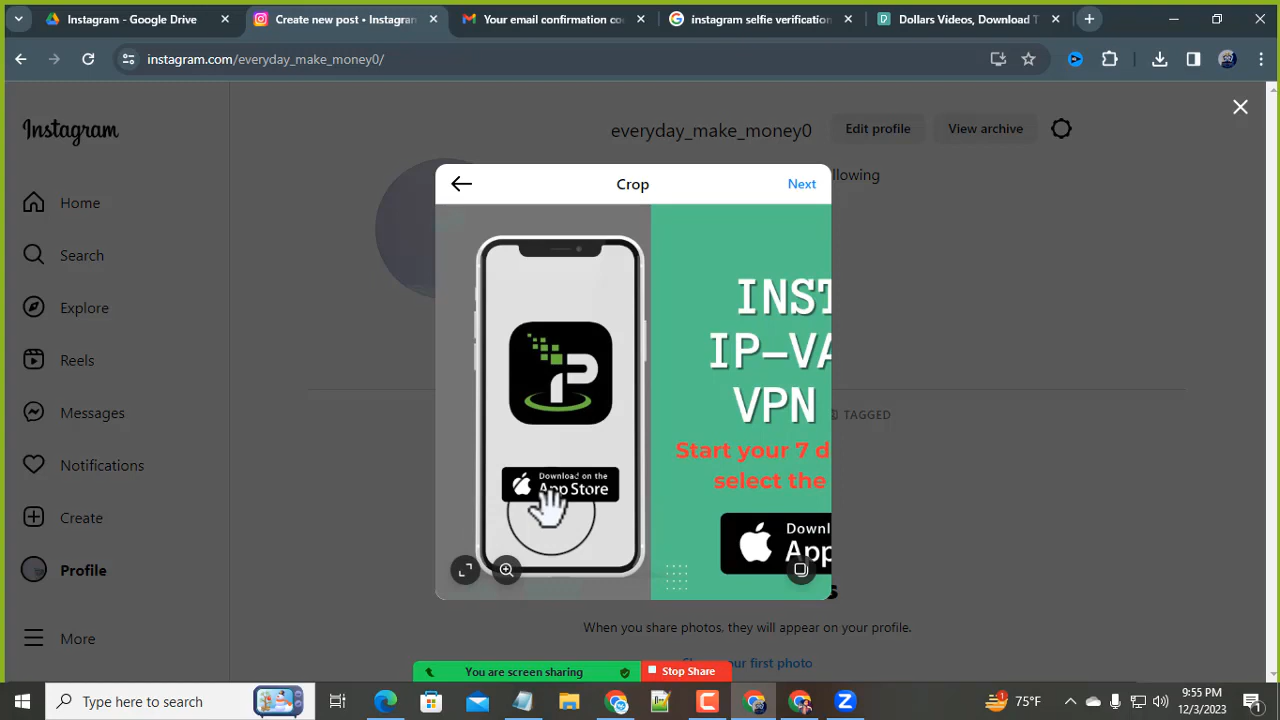 Instagram - Google Drive
Create new post • Instagram
Your email confirmation co
instagram selfie verification
Dollars Videos, Download T
instagram.com/everyday_make_money0/
Instagram
everyday_make_money0
Edit profile
View archive
Crop
Next
Home
Search
Explore
Reels
Messages
Notifications
Create
Profile
More
Download on the
App Store
INST
IP-VA
VPN
Start your 7 d
select the
Downl
App
TAGGED
When you share photos, they will appear on your profile.
your first photo
You are screen sharing
Stop Share
Type here to search
75°F
9:55 PM
12/3/2023
1